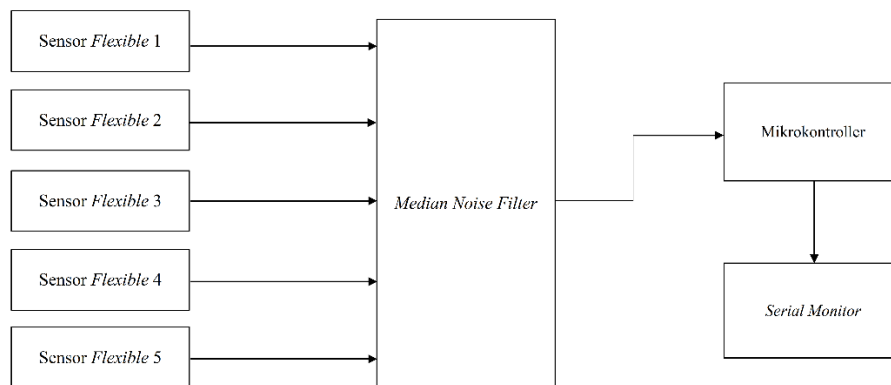 Sensor Flexible 1
Sensor Flexible 2
Sensor Flexible 3
Sensor Flexible 4
Sensor Flexible 5
Median Noise Filter
Mikrokontroller
Serial Monitor